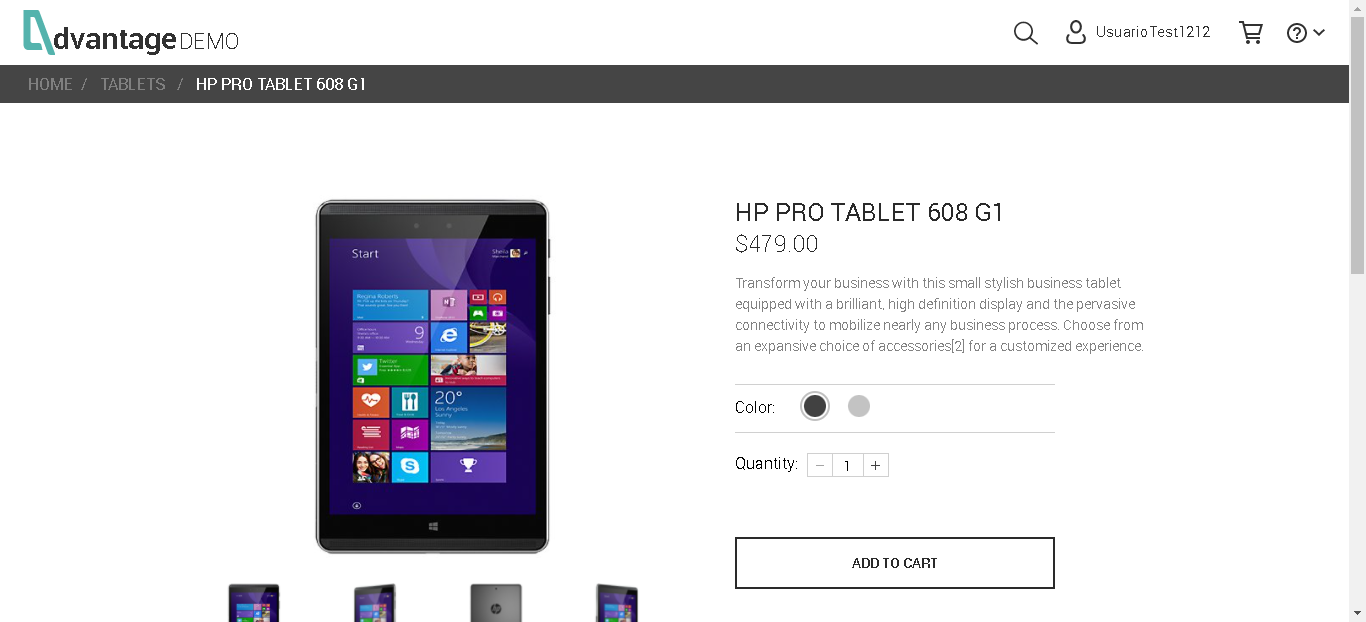 AdvantageDEMO
UsuarioTest1212
HOME / TABLETS / HP PRO TABLET 608 G1
HP PRO TABLET 608 G1
$479.00
Transform your business with this small stylish business tablet
equipped with a brilliant, high definition display and the pervasive
connectivity to mobilize nearly any business process. Choose from
an expansive choice of accessories[2] for a customized experience.
Color:
Quantity: − 1 +
ADD TO CART
Start
Regina Roberts
9
Twitter
20°
Los Angeles
Sunny